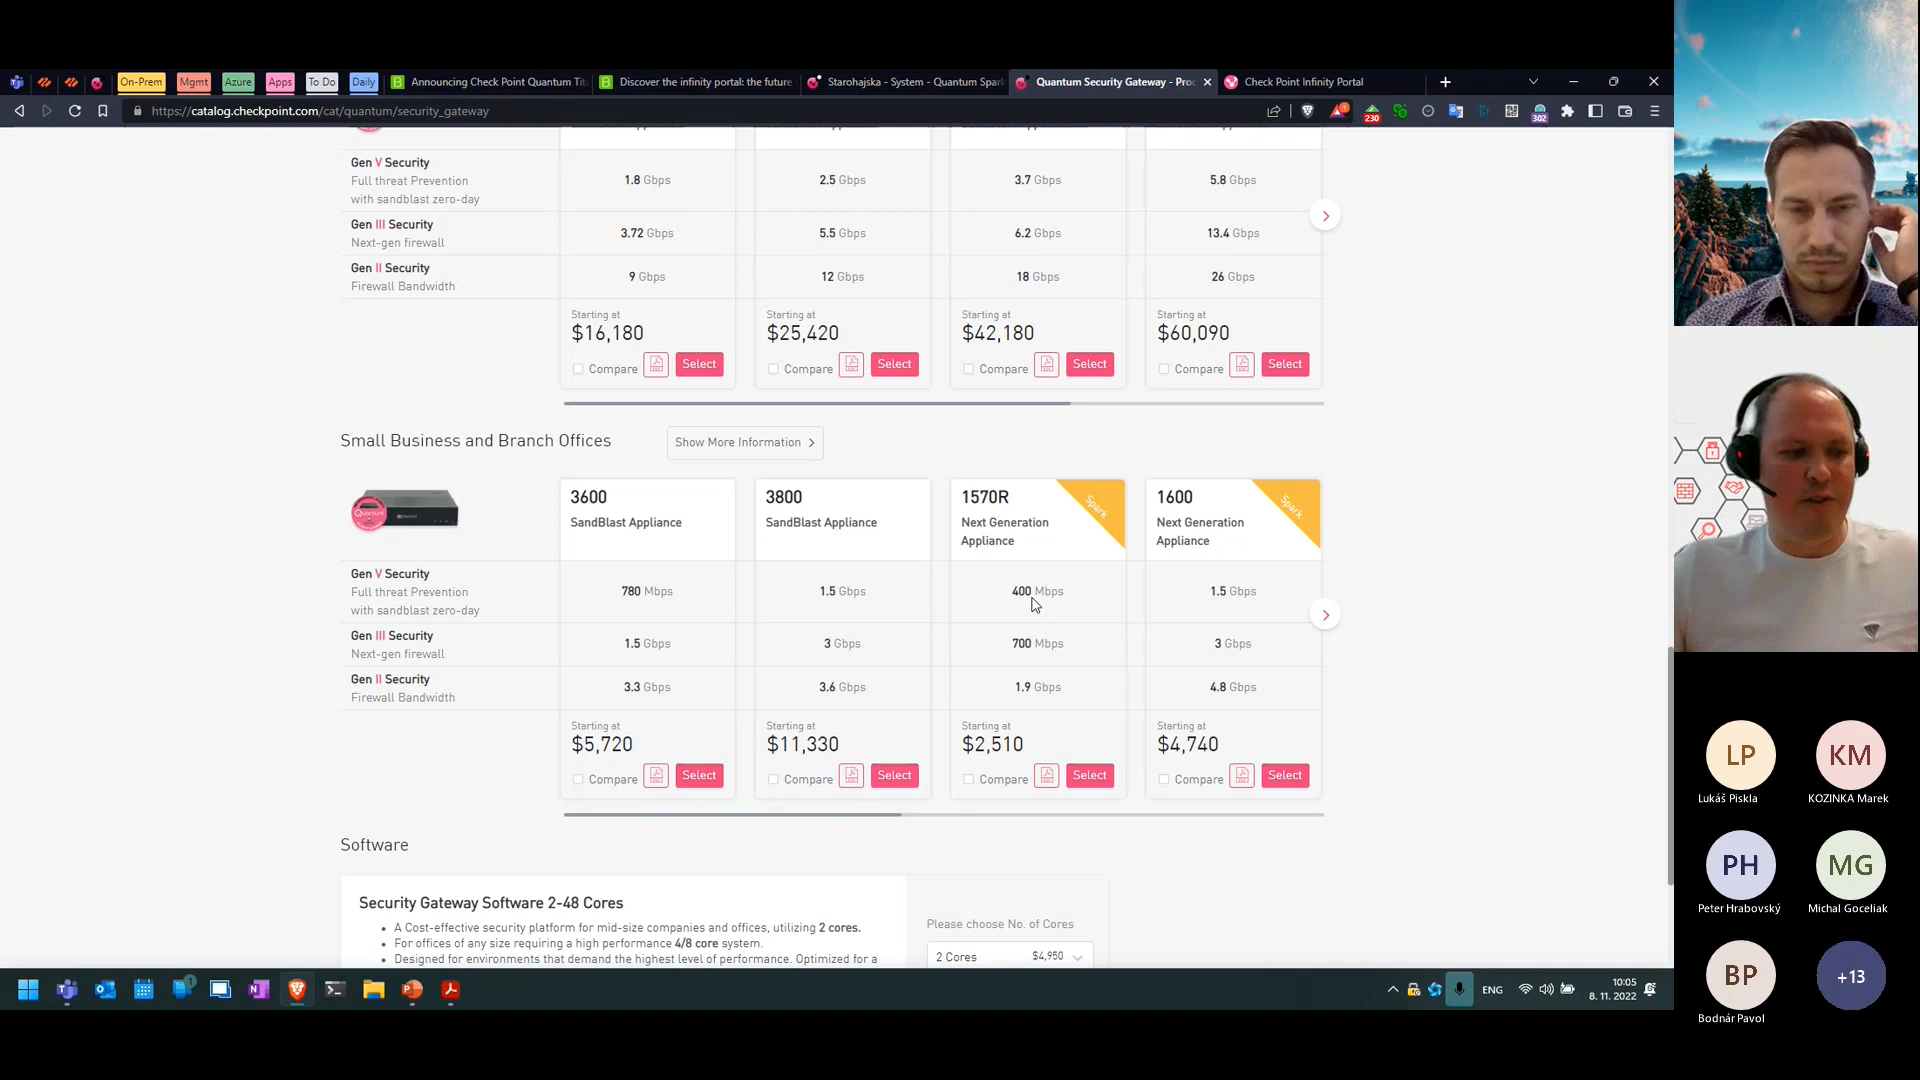 On-Prem
Mgmt
Azure
Apps
To Do
Daily
Announcing Check Point Quantum Tit
Discover the infinity portal: the future
Starohajska - System - Quantum Spar
Quantum Security Gateway - Pro
Check Point Infinity Portal
https://catalog.checkpoint.com/cat/quantum/security_gateway
230
302
Gen V Security
Full threat Prevention
with sandblast zero-day
1.8 Gbps
2.5 Gbps
3.7 Gbps
5.8 Gbps
Gen III Security
Next-gen firewall
3.72 Gbps
5.5 Gbps
6.2 Gbps
13.4 Gbps
Gen II Security
Firewall Bandwidth
9 Gbps
12 Gbps
18 Gbps
26 Gbps
Starting at
$16,180
Compare
Select
Starting at
$25,420
Compare
Select
Starting at
$42,180
Compare
Select
Starting at
$60,090
Compare
Select
Small Business and Branch Offices
Show More Information
Quantum
3600
SandBlast Appliance
3800
SandBlast Appliance
1570R
Next Generation
Appliance
Spark
1600
Next Generation
Appliance
Spark
Gen V Security
Full threat Prevention
with sandblast zero-day
780 Mbps
1.5 Gbps
400 Mbps
1.5 Gbps
Gen III Security
Next-gen firewall
1.5 Gbps
3 Gbps
700 Mbps
3 Gbps
Gen II Security
Firewall Bandwidth
3.3 Gbps
3.6 Gbps
1.9 Gbps
4.8 Gbps
Starting at
$5,720
Compare
Select
Starting at
$11,330
Compare
Select
Starting at
$2,510
Compare
Select
Starting at
$4,740
Compare
Select
Software
Security Gateway Software 2-48 Cores
• A Cost-effective security platform for mid-size companies and offices, utilizing 2 cores.
• For offices of any size requiring a high performance 4/8 core system.
• Designed for environments that demand the highest level of performance. Optimized for a
Please choose No. of Cores
2 Cores $4,950
ENG
10:05
8. 11. 2022
LP
Lukáš Piskla
KM
KOZINKA Marek
PH
Peter Hrabovský
MG
Michal Goceliak
BP
Bodnár Pavol
+13